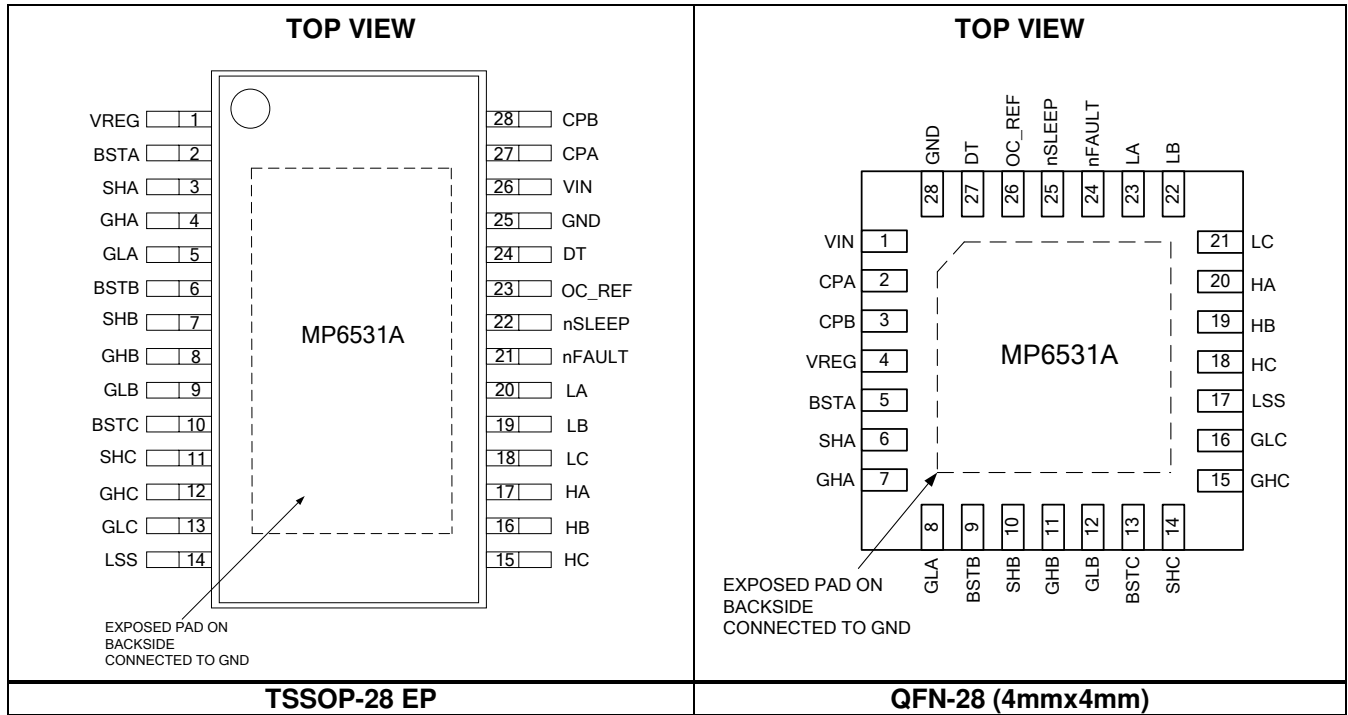 TOP VIEW
VREG 1
BSTA 2
SHA 3
GHA 4
GLA 5
BSTB 6
SHB 7
GHB 8
GLB 9
BSTC 10
SHC 11
GHC 12
GLC 13
LSS 14
28 CPB
27 CPA
26 VIN
25 GND
24 DT
23 OC_REF
22 nSLEEP
21 nFAULT
20 LA
19 LB
18 LC
17 HA
16 HB
15 HC
MP6531A
EXPOSED PAD ON
BACKSIDE
CONNECTED TO GND
TSSOP-28 EP
TOP VIEW
GND 28
DT 27
OC_REF 26
nSLEEP 25
nFAULT 24
LA 23
LB 22
VIN 1
CPA 2
CPB 3
VREG 4
BSTA 5
SHA 6
GHA 7
21 LC
20 HA
19 HB
18 HC
17 LSS
16 GLC
15 GHC
MP6531A
8 GLA
9 BSTB
10 SHB
11 GHB
12 GLB
13 BSTC
14 SHC
EXPOSED PAD ON
BACKSIDE
CONNECTED TO GND
QFN-28 (4mmx4mm)